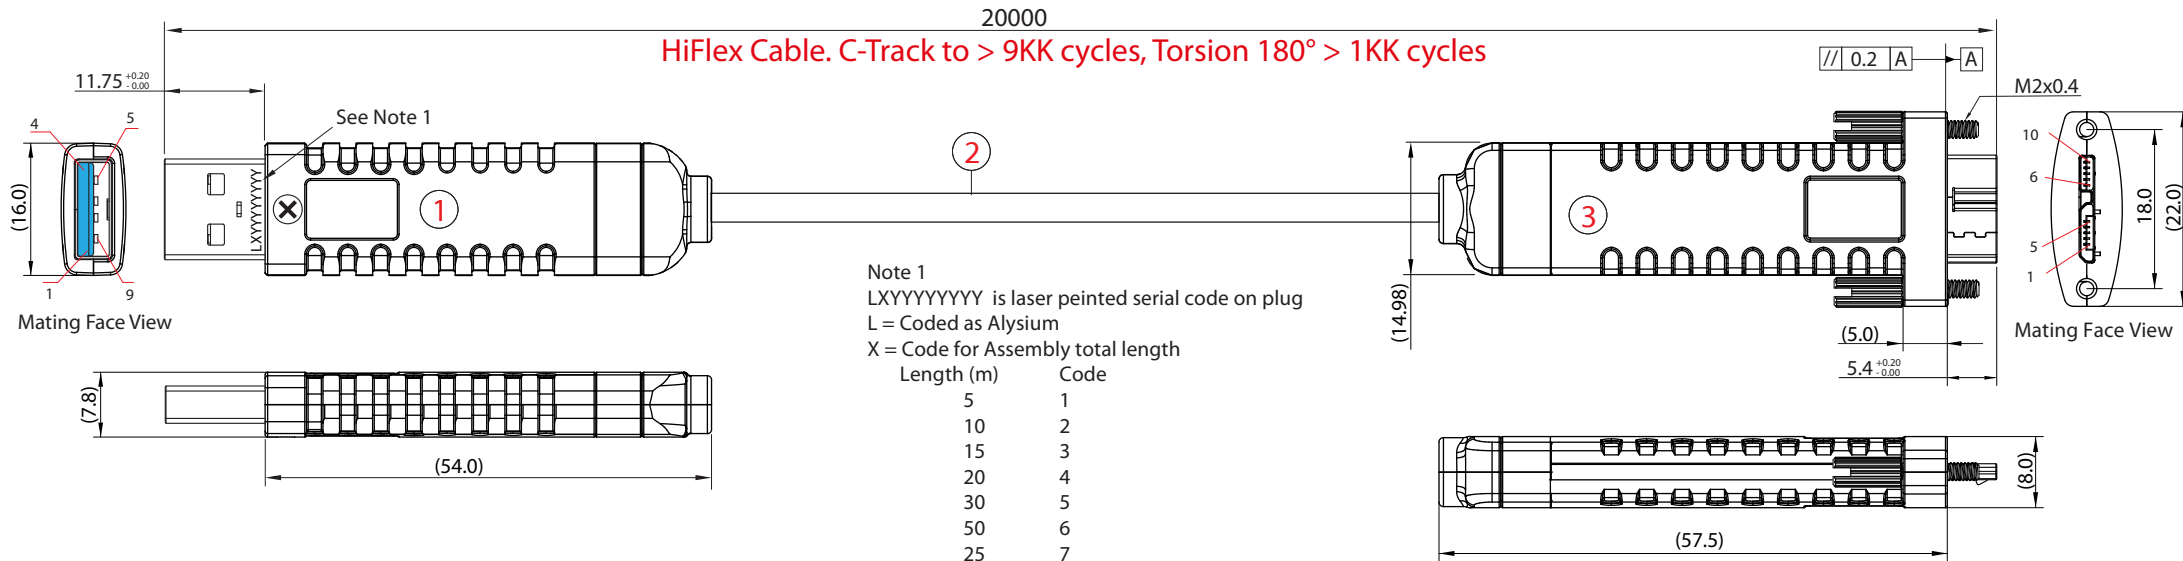 20000
HiFlex Cable. C-Track to > 9KK cycles, Torsion 180° > 1KK cycles
// 0.2 A
A
11.75 +0.20 -0.00
M2x0.4
See Note 1
4
5
(16.0)
1
9
Mating Face View
LXYYYYYYYY
1
2
3
10
6
5
1
18.0
(22.0)
Mating Face View
(14.98)
(5.0)
5.4 +0.20 -0.00
Note 1
LXYYYYYYYY is laser peinted serial code on plug
L = Coded as Alysium
X = Code for Assembly total length
Length (m) Code
5 1
10 2
15 3
20 4
30 5
50 6
25 7
(7.8)
(54.0)
(8.0)
(57.5)